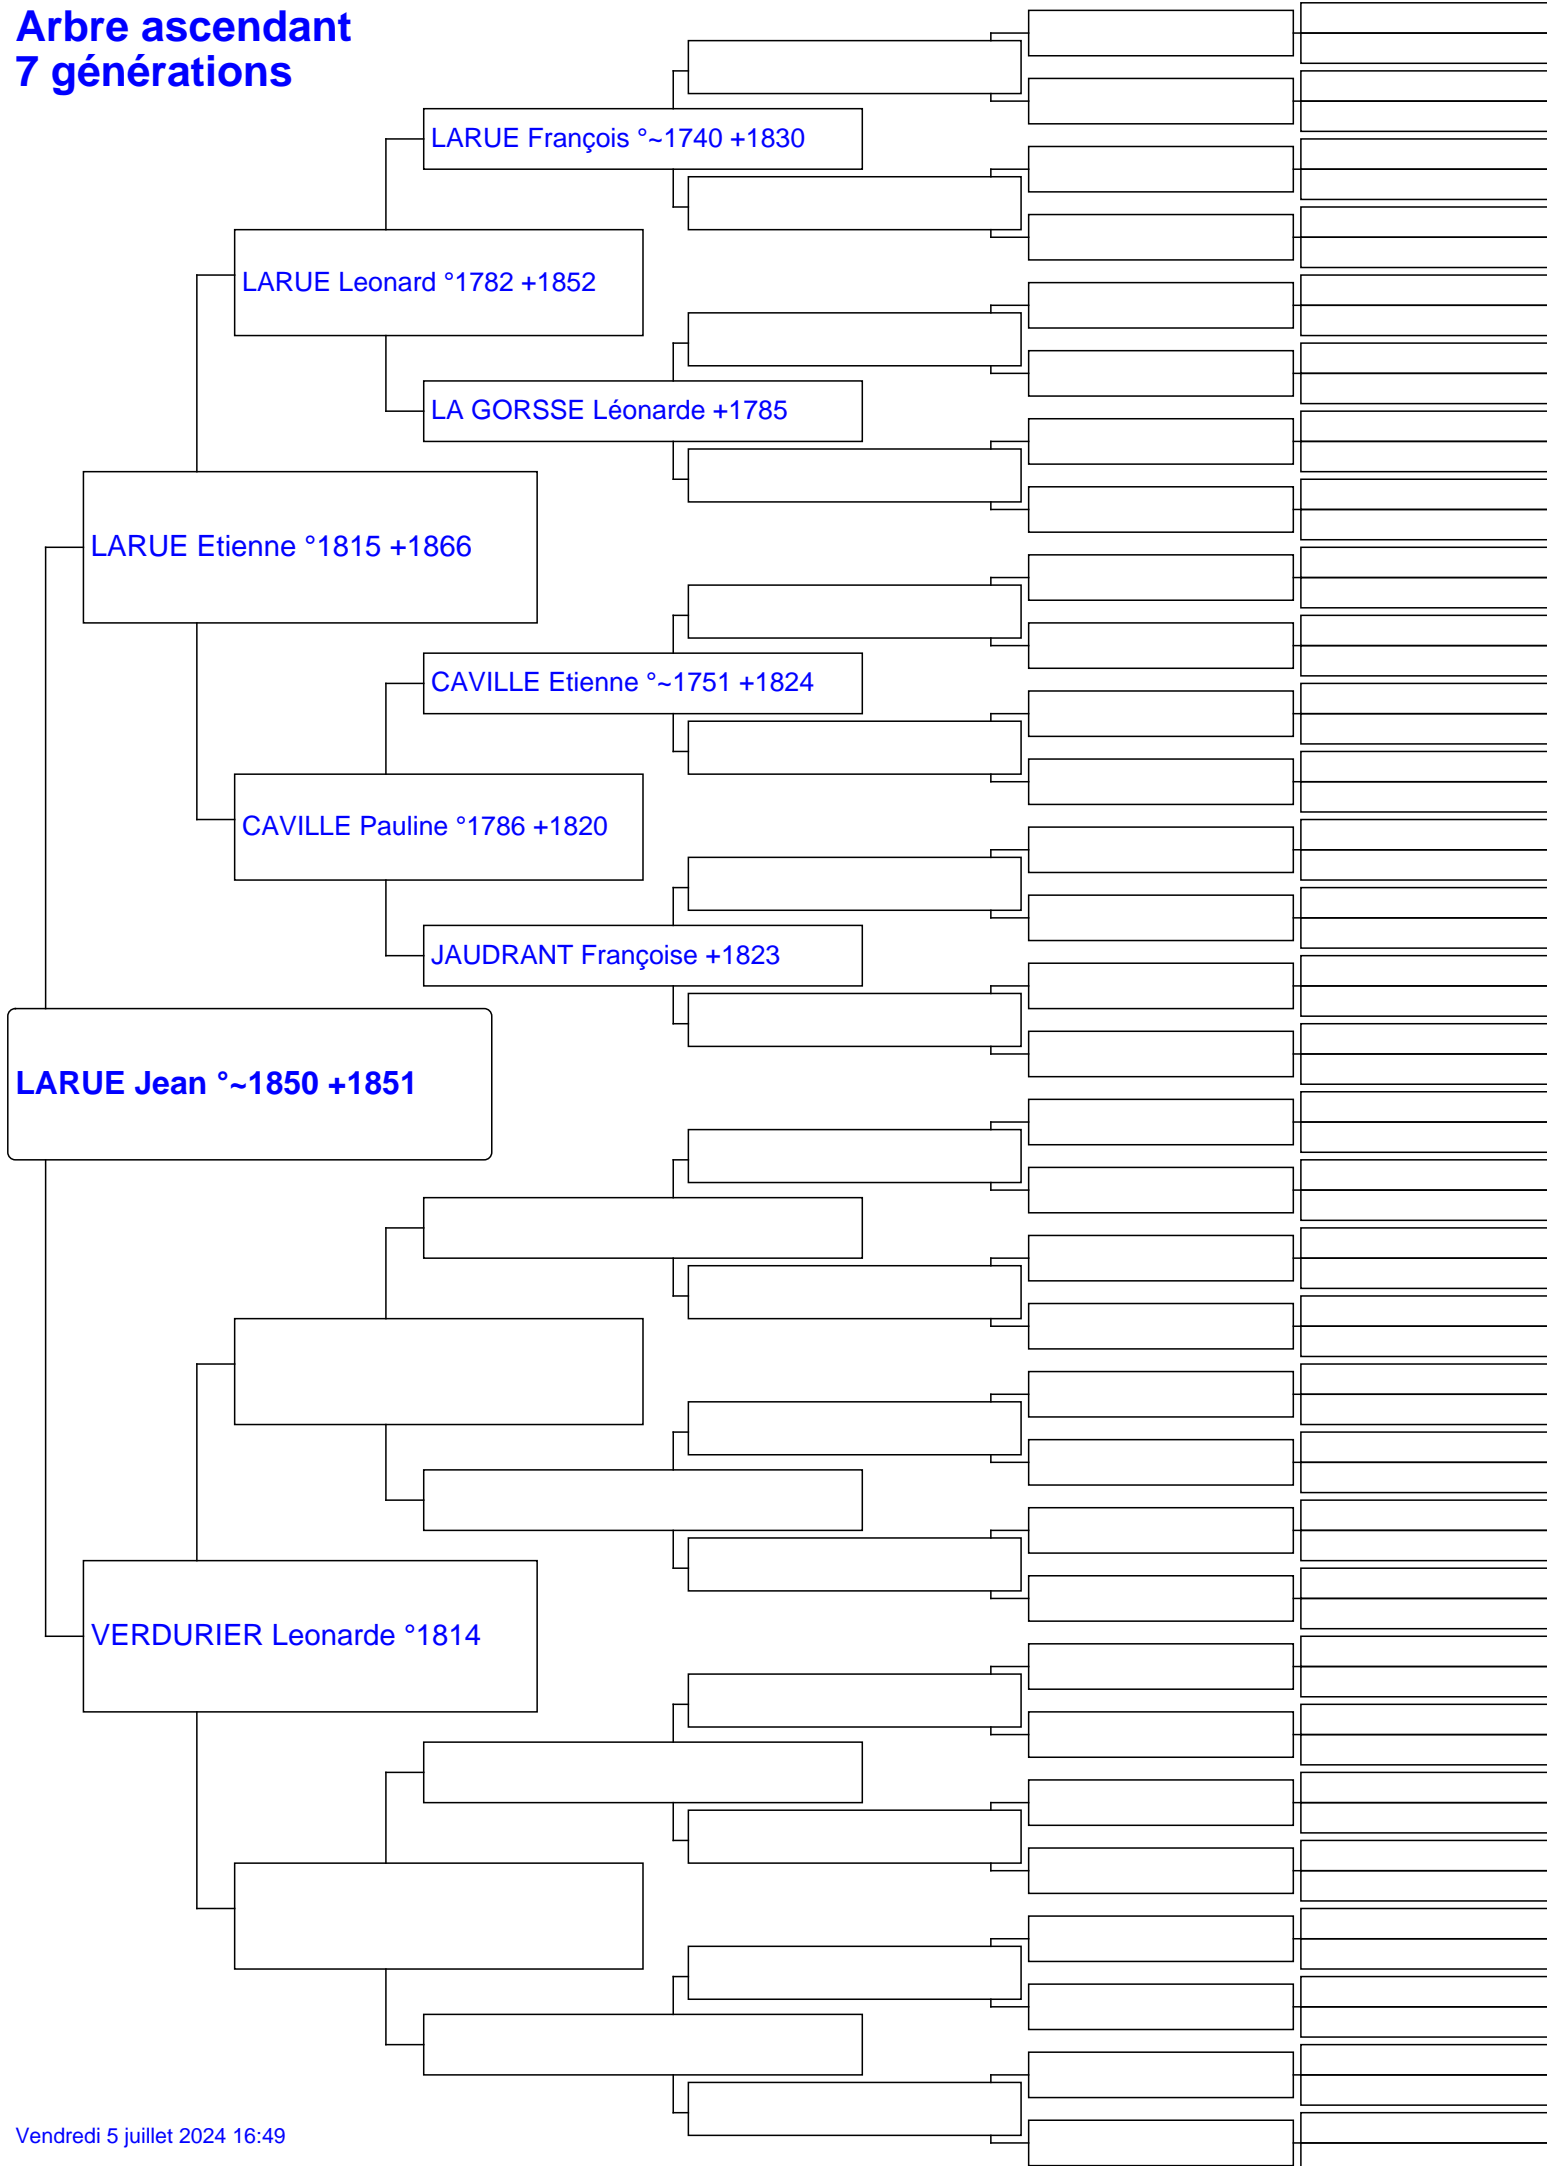 Arbre ascendant
7 générations
LARUE François °~1740 +1830
LARUE Leonard °1782 +1852
LA GORSSE Léonarde +1785
LARUE Etienne °1815 +1866
CAVILLE Etienne °~1751 +1824
CAVILLE Pauline °1786 +1820
JAUDRANT Françoise +1823
LARUE Jean °~1850 +1851
VERDURIER Leonarde °1814
Vendredi 5 juillet 2024 16:49